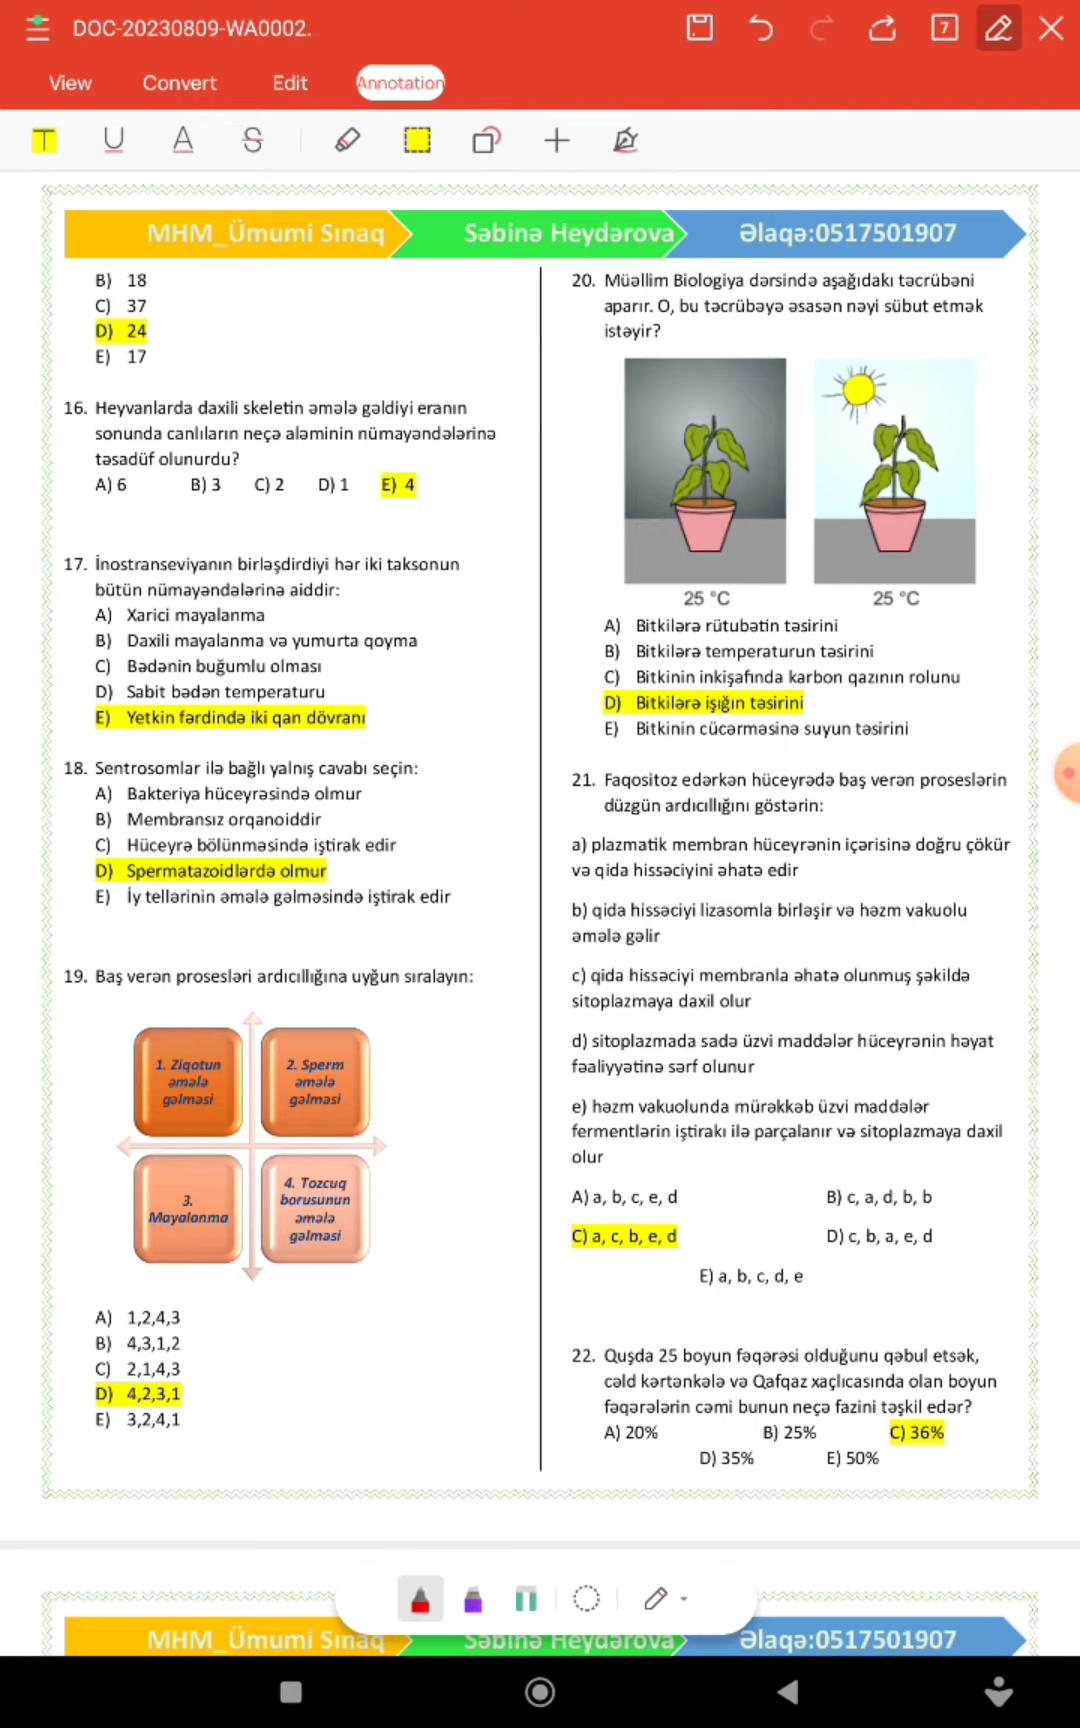 DOC-20230809-WA0002.
7
View Convert Edit Annotation
T U A S
MHM_Ümumi Sınaq Səbinə Heydərova Əlaqə:0517501907
B) 18
C) 37
D) 24
E) 17
16. Heyvanlarda daxili skeletin əmələ gəldiyi eranın
sonunda canlıların neçə aləminin nümayəndələrinə
təsadüf olunurdu?
A) 6 B) 3 C) 2 D) 1 E) 4
17. İnostranseviyanın birləşdirdiyi hər iki taksonun
bütün nümayəndələrinə aiddir:
A) Xarici mayalanma
B) Daxili mayalanma və yumurta qoyma
C) Bədənin buğumlu olması
D) Sabit bədən temperaturu
E) Yetkin fərdində iki qan dövranı
18. Sentrosomlar ilə bağlı yalnış cavabı seçin:
A) Bakteriya hüceyrəsində olmur
B) Membransız orqanoiddir
C) Hüceyrə bölünməsində iştirak edir
D) Spermatazoidlərdə olmur
E) İy tellərinin əmələ gəlməsində iştirak edir
19. Baş verən prosesləri ardıcıllığına uyğun sıralayın:
1. Ziqotun
əmələ
gəlməsi
2. Sperm
əmələ
gəlməsi
3.
Mayalanma
4. Tozcuq
borusunun
əmələ
gəlməsi
A) 1,2,4,3
B) 4,3,1,2
C) 2,1,4,3
D) 4,2,3,1
E) 3,2,4,1
20. Müəllim Biologiya dərsində aşağıdakı təcrübəni
aparır. O, bu təcrübəyə əsasən nəyi sübut etmək
istəyir?
25 °C 25 °C
A) Bitkilərə rütubətin təsirini
B) Bitkilərə temperaturun təsirini
C) Bitkinin inkişafında karbon qazının rolunu
D) Bitkilərə işığın təsirini
E) Bitkinin cücərməsinə suyun təsirini
21. Faqositoz edərkən hüceyrədə baş verən proseslərin
düzgün ardıcıllığını göstərin:
a) plazmatik membran hüceyrənin içərisinə doğru çökür
və qida hissəciyini əhatə edir
b) qida hissəciyi lizasomla birləşir və həzm vakuolu
əmələ gəlir
c) qida hissəciyi membranla əhatə olunmuş şəkildə
sitoplazmaya daxil olur
d) sitoplazmada sadə üzvi maddələr hüceyrənin həyat
fəaliyyətinə sərf olunur
e) həzm vakuolunda mürəkkəb üzvi maddələr
fermentlərin iştirakı ilə parçalanır və sitoplazmaya daxil
olur
A) a, b, c, e, d B) c, a, d, b, b
C) a, c, b, e, d D) c, b, a, e, d
E) a, b, c, d, e
22. Quşda 25 boyun fəqərəsi olduğunu qəbul etsək,
cəld kərtənkələ və Qafqaz xaçlıcasında olan boyun
fəqərələrin cəmi bunun neçə fazini təşkil edər?
A) 20% B) 25% C) 36%
D) 35% E) 50%
MHM_Ümumi Sınaq Səbinə Heydərova Əlaqə:0517501907